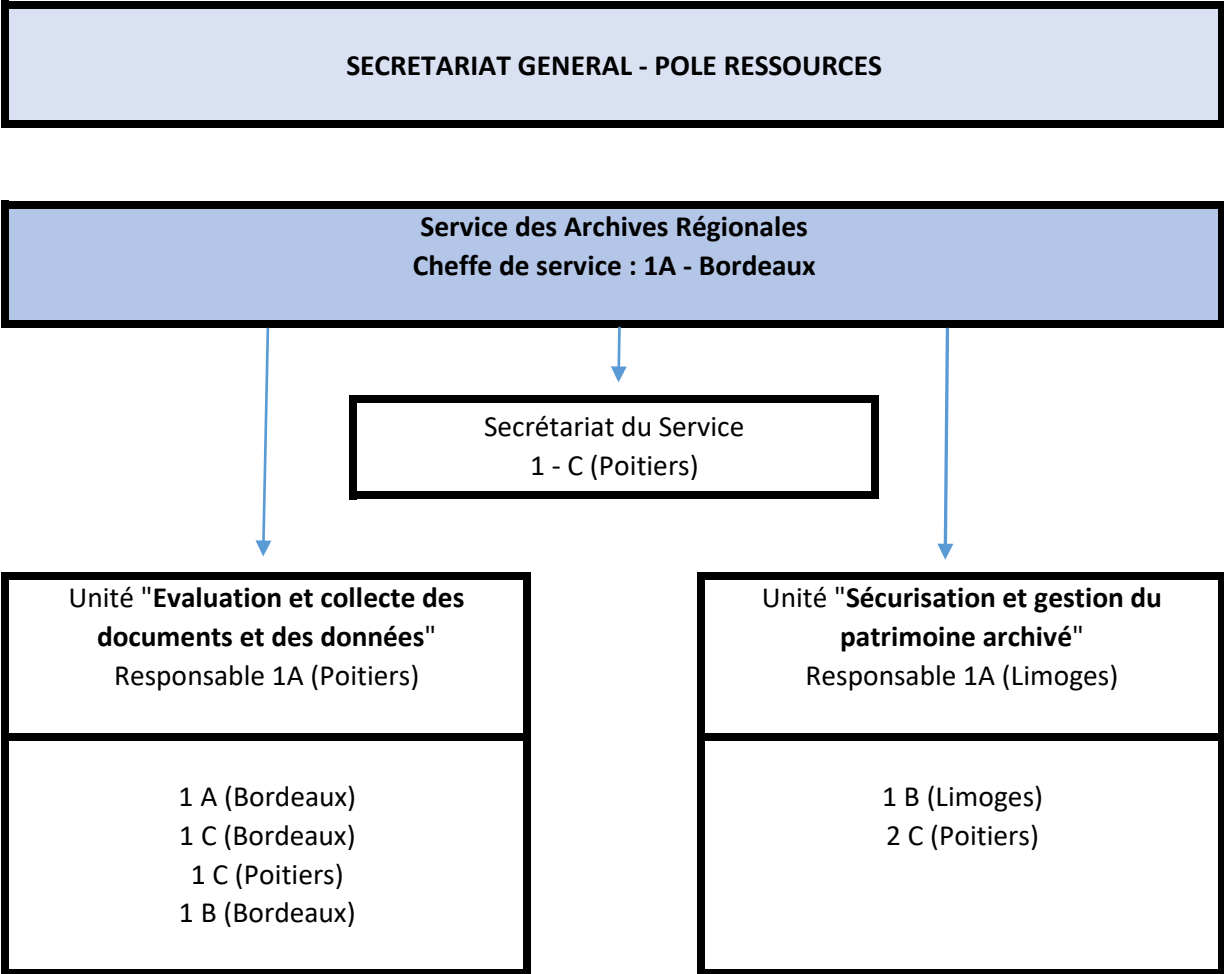 SECRETARIAT GENERAL - POLE RESSOURCES
Service des Archives Régionales
Cheffe de service : 1A - Bordeaux
Secrétariat du Service
1 - C (Poitiers)
Unité "Evaluation et collecte des
documents et des données"
Responsable 1A (Poitiers)
1 A (Bordeaux)
1 C (Bordeaux)
1 C (Poitiers)
1 B (Bordeaux)
Unité "Sécurisation et gestion du
patrimoine archivé"
Responsable 1A (Limoges)
1 B (Limoges)
2 C (Poitiers)